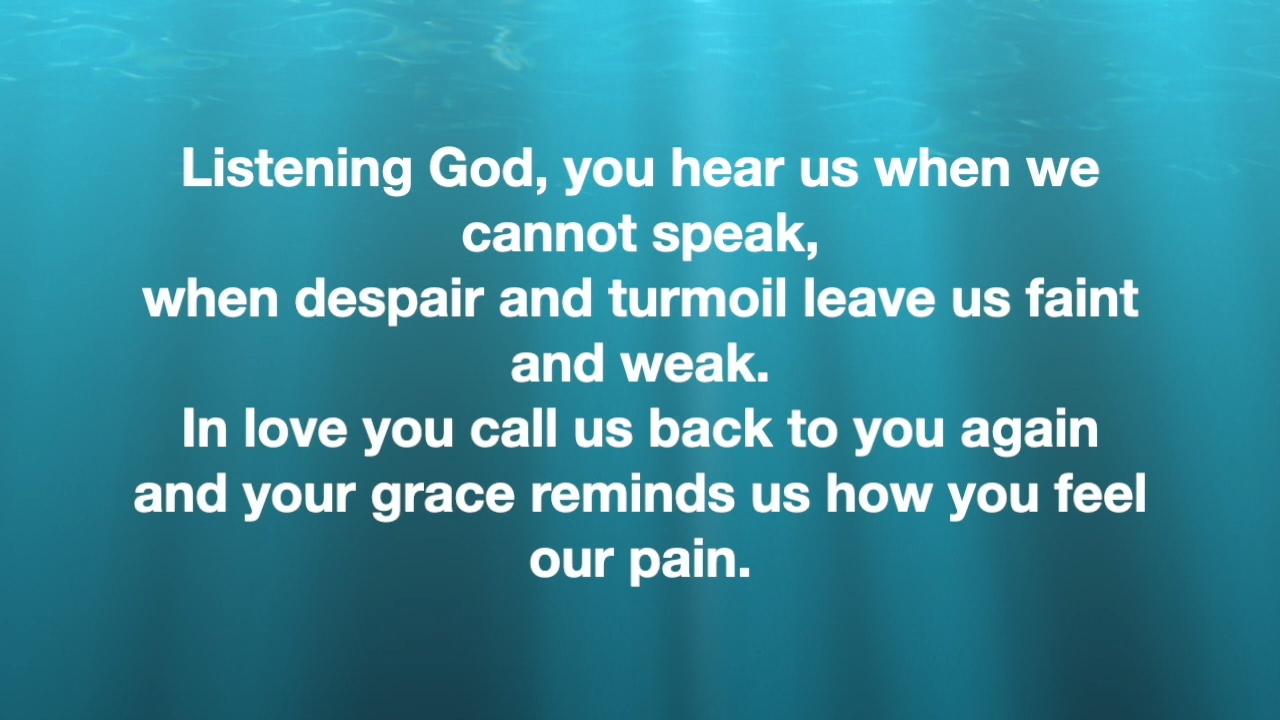 Listening God, you hear us when we
cannot speak,
when despair and turmoil leave us faint
and weak.
In love you call us back to you again
and your grace reminds us how you feel
our pain.